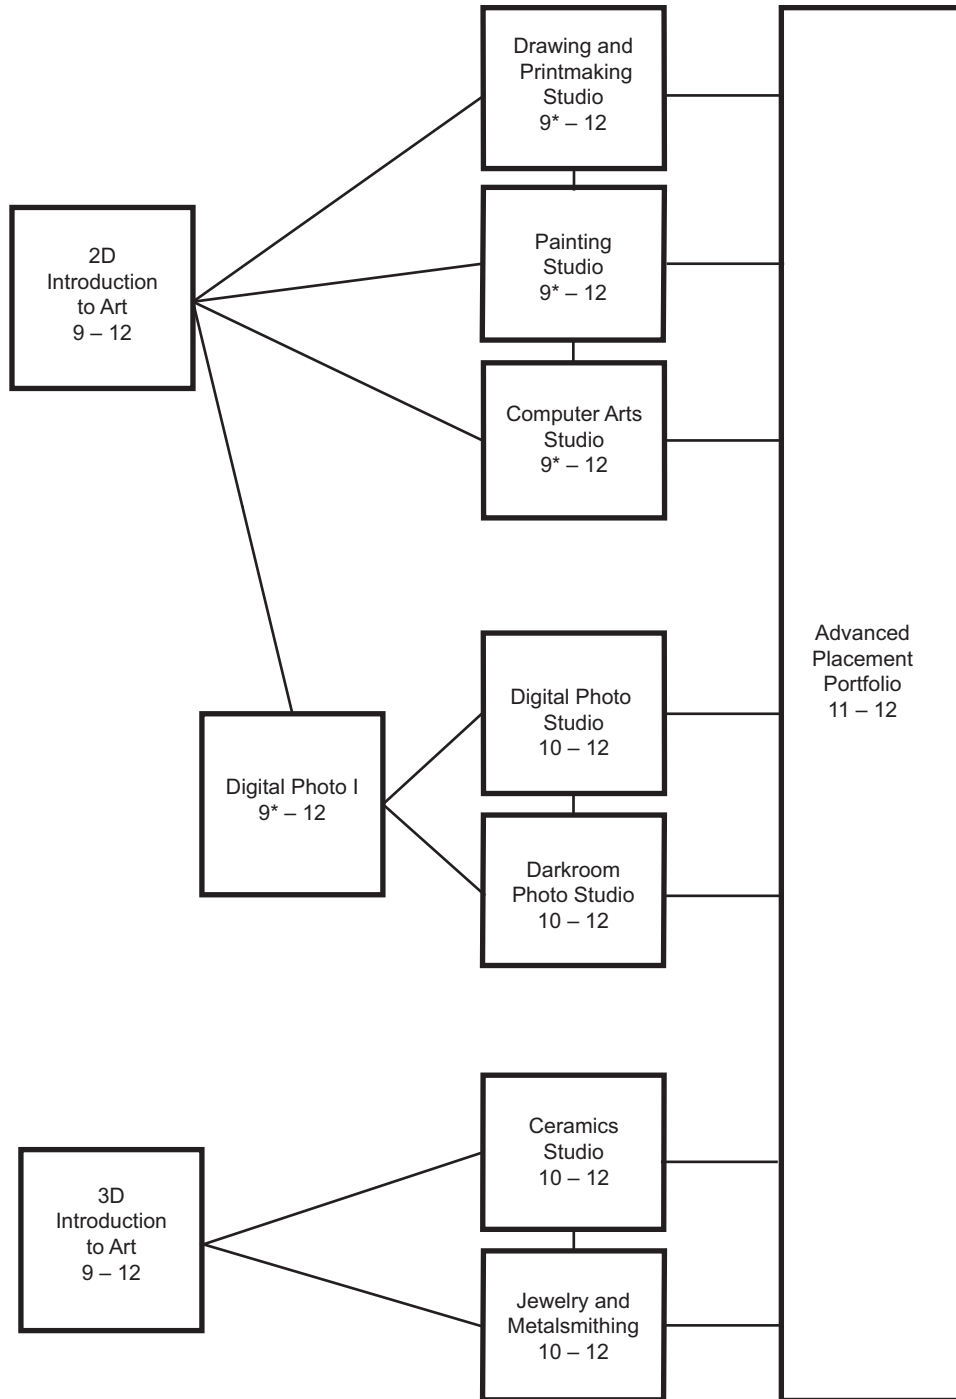 Drawing and
Printmaking
Studio
9* – 12
2D
Introduction
to Art
9 – 12
Painting
Studio
9* – 12
Computer Arts
Studio
9* – 12
Advanced
Placement
Portfolio
11 – 12
Digital Photo I
9* – 12
Digital Photo
Studio
10 – 12
Darkroom
Photo Studio
10 – 12
3D
Introduction
to Art
9 – 12
Ceramics
Studio
10 – 12
Jewelry and
Metalsmithing
10 – 12